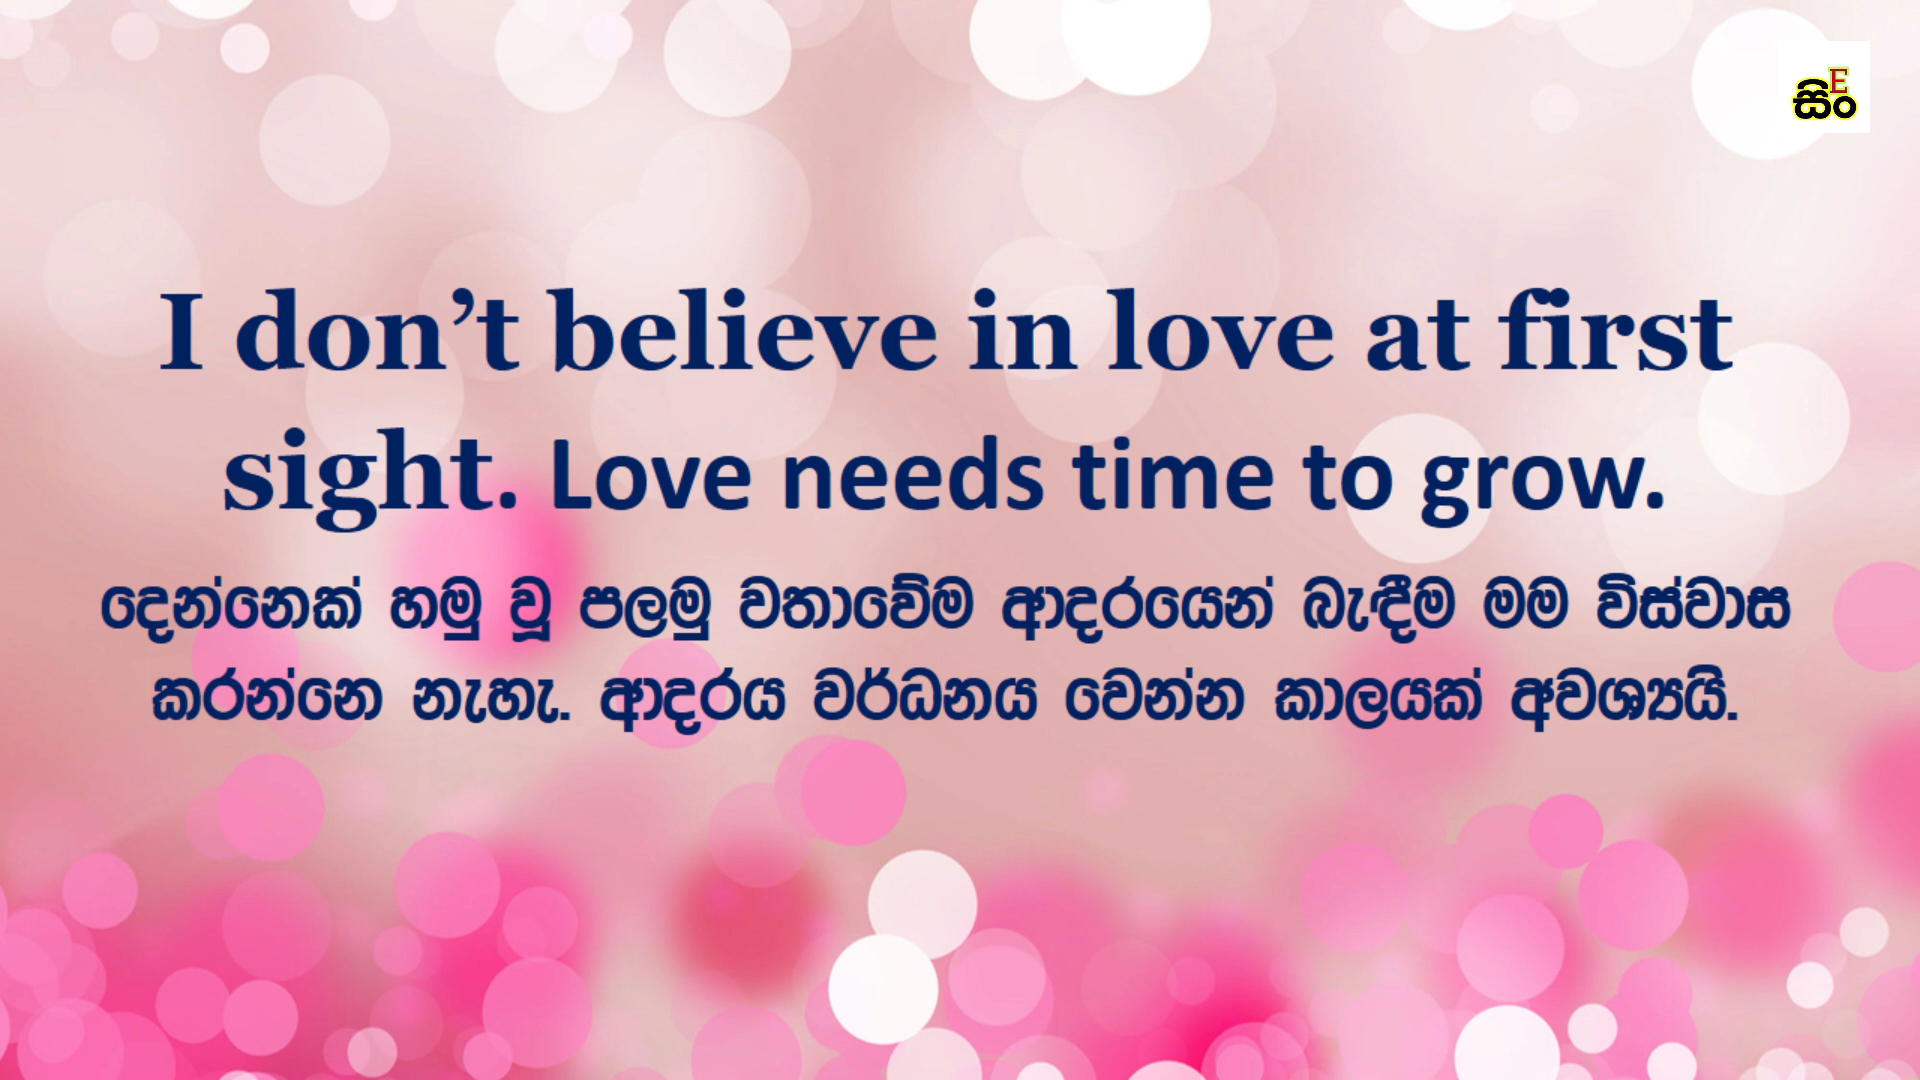 E
සිං
I don’t believe in love at first
sight. Love needs time to grow.
දෙන්නෙක් හමු වූ පලමු වතාවේම ආදරයෙන් බැඳීම මම විස්වාස
කරන්නෙ නැහැ. ආදරය වර්ධනය වෙන්න කාලයක් අවශ්‍යයි.